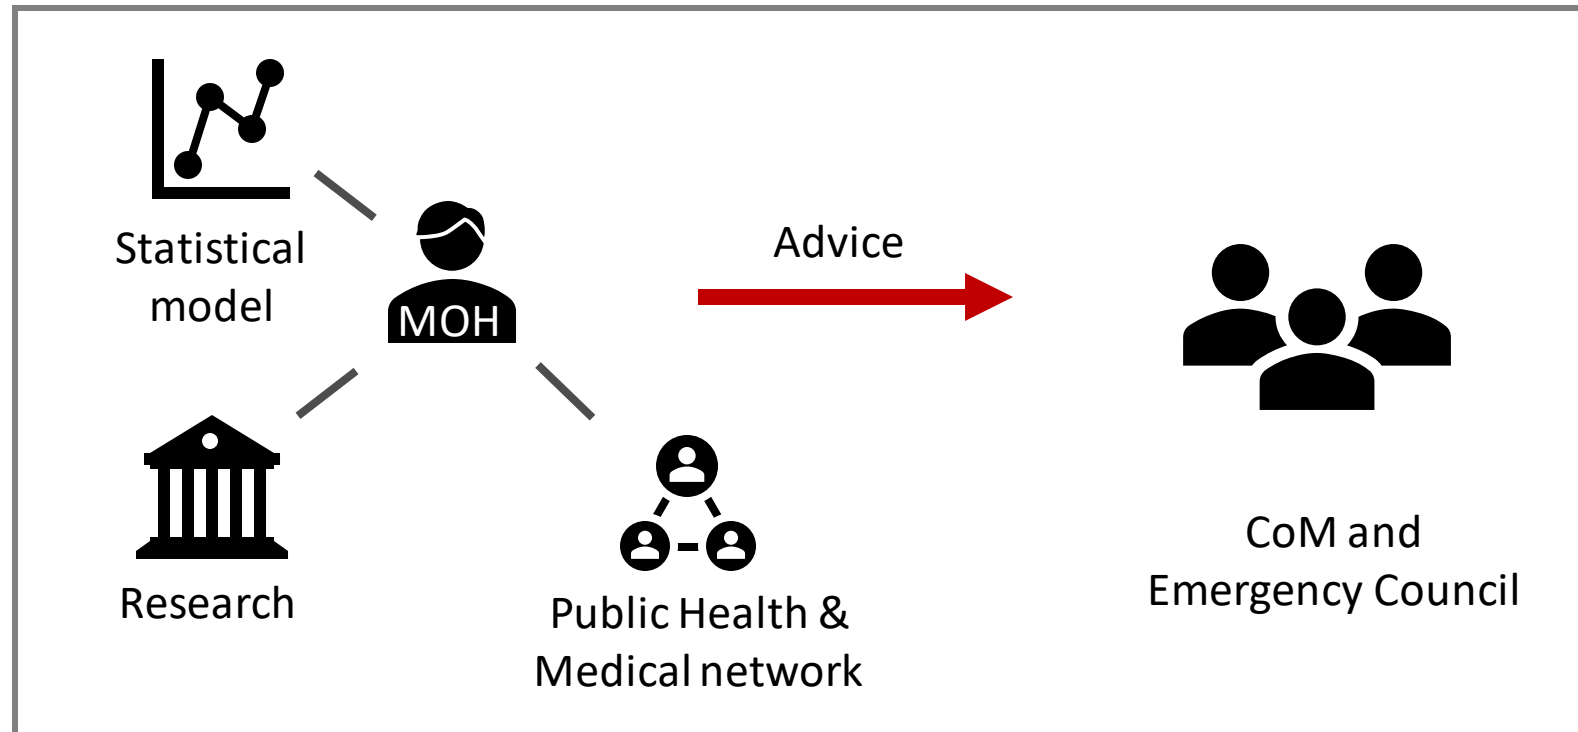 Statistical
model
MOH
Advice
Research
Public Health &
Medical network
CoM and
Emergency Council